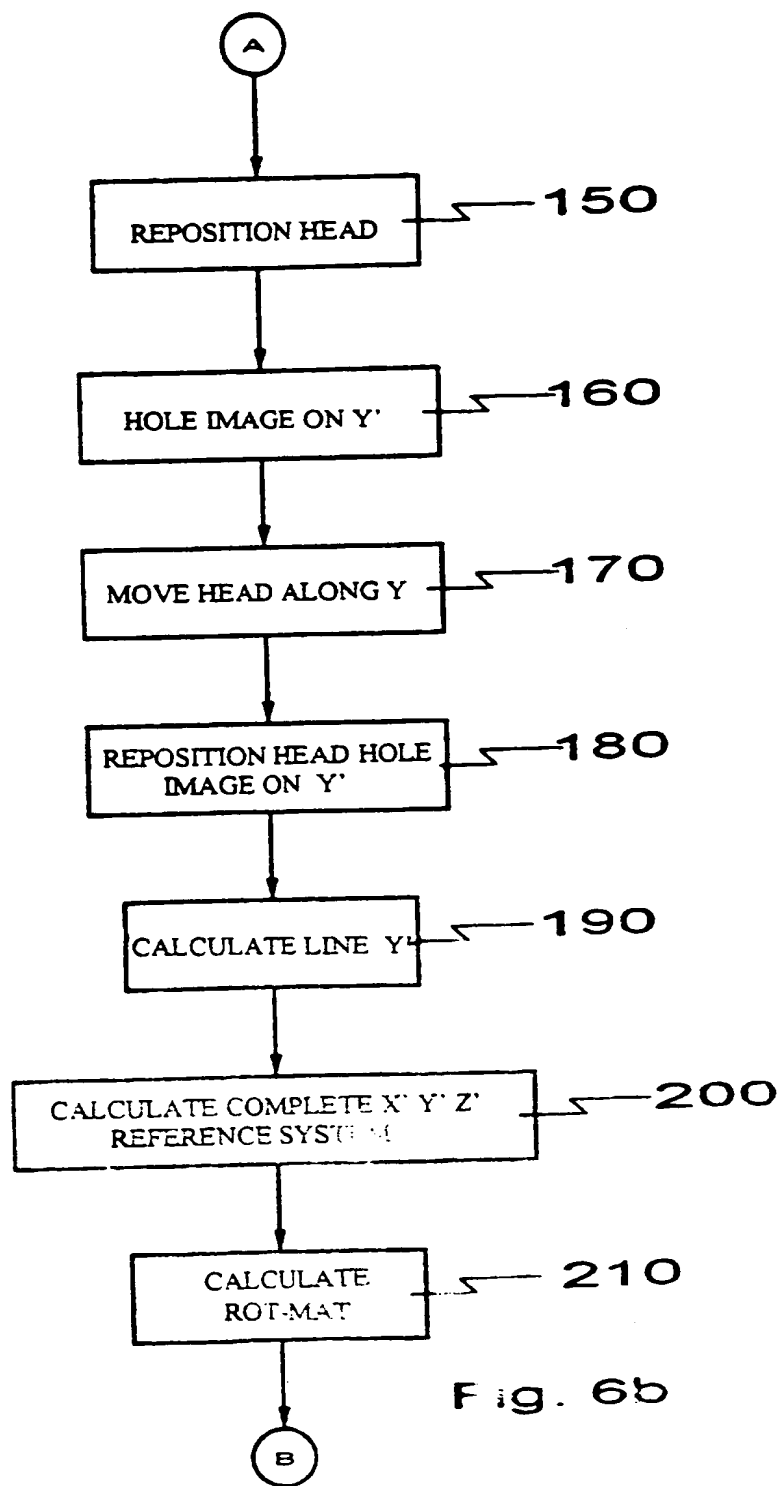 A
REPOSITION HEAD
150
HOLE IMAGE ON Y'
160
MOVE HEAD ALONG Y
170
REPOSITION HEAD HOLE
IMAGE ON Y'
180
CALCULATE LINE Y'
190
CALCULATE COMPLETE X' Y' Z'
REFERENCE SYSTEM
200
CALCULATE
ROT-MAT
210
Fig. 6b
B